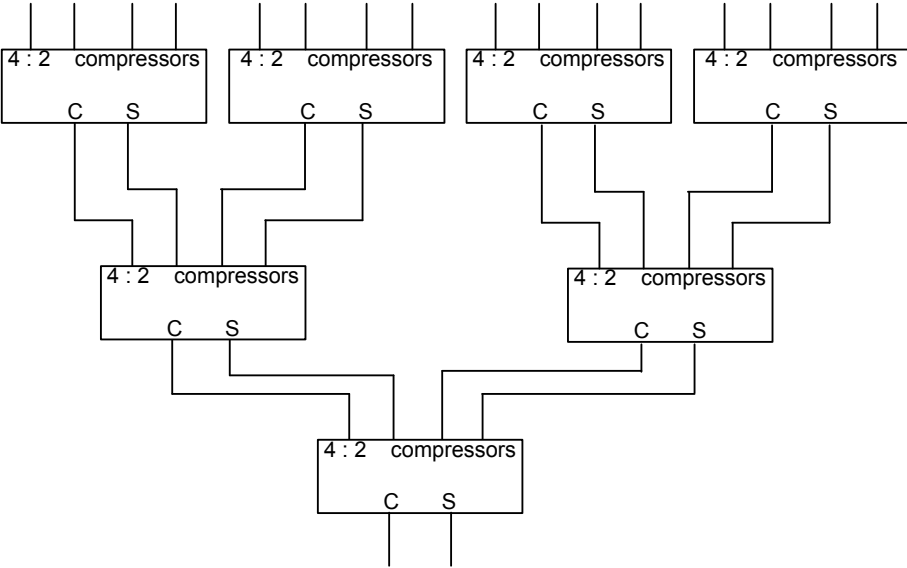 4 : 2 compressors 4 : 2 compressors 4 : 2 compressors 4 : 2 compressors
C S C S C S C S
4 : 2 compressors 4 : 2 compressors
C S C S
4 : 2 compressors
C S